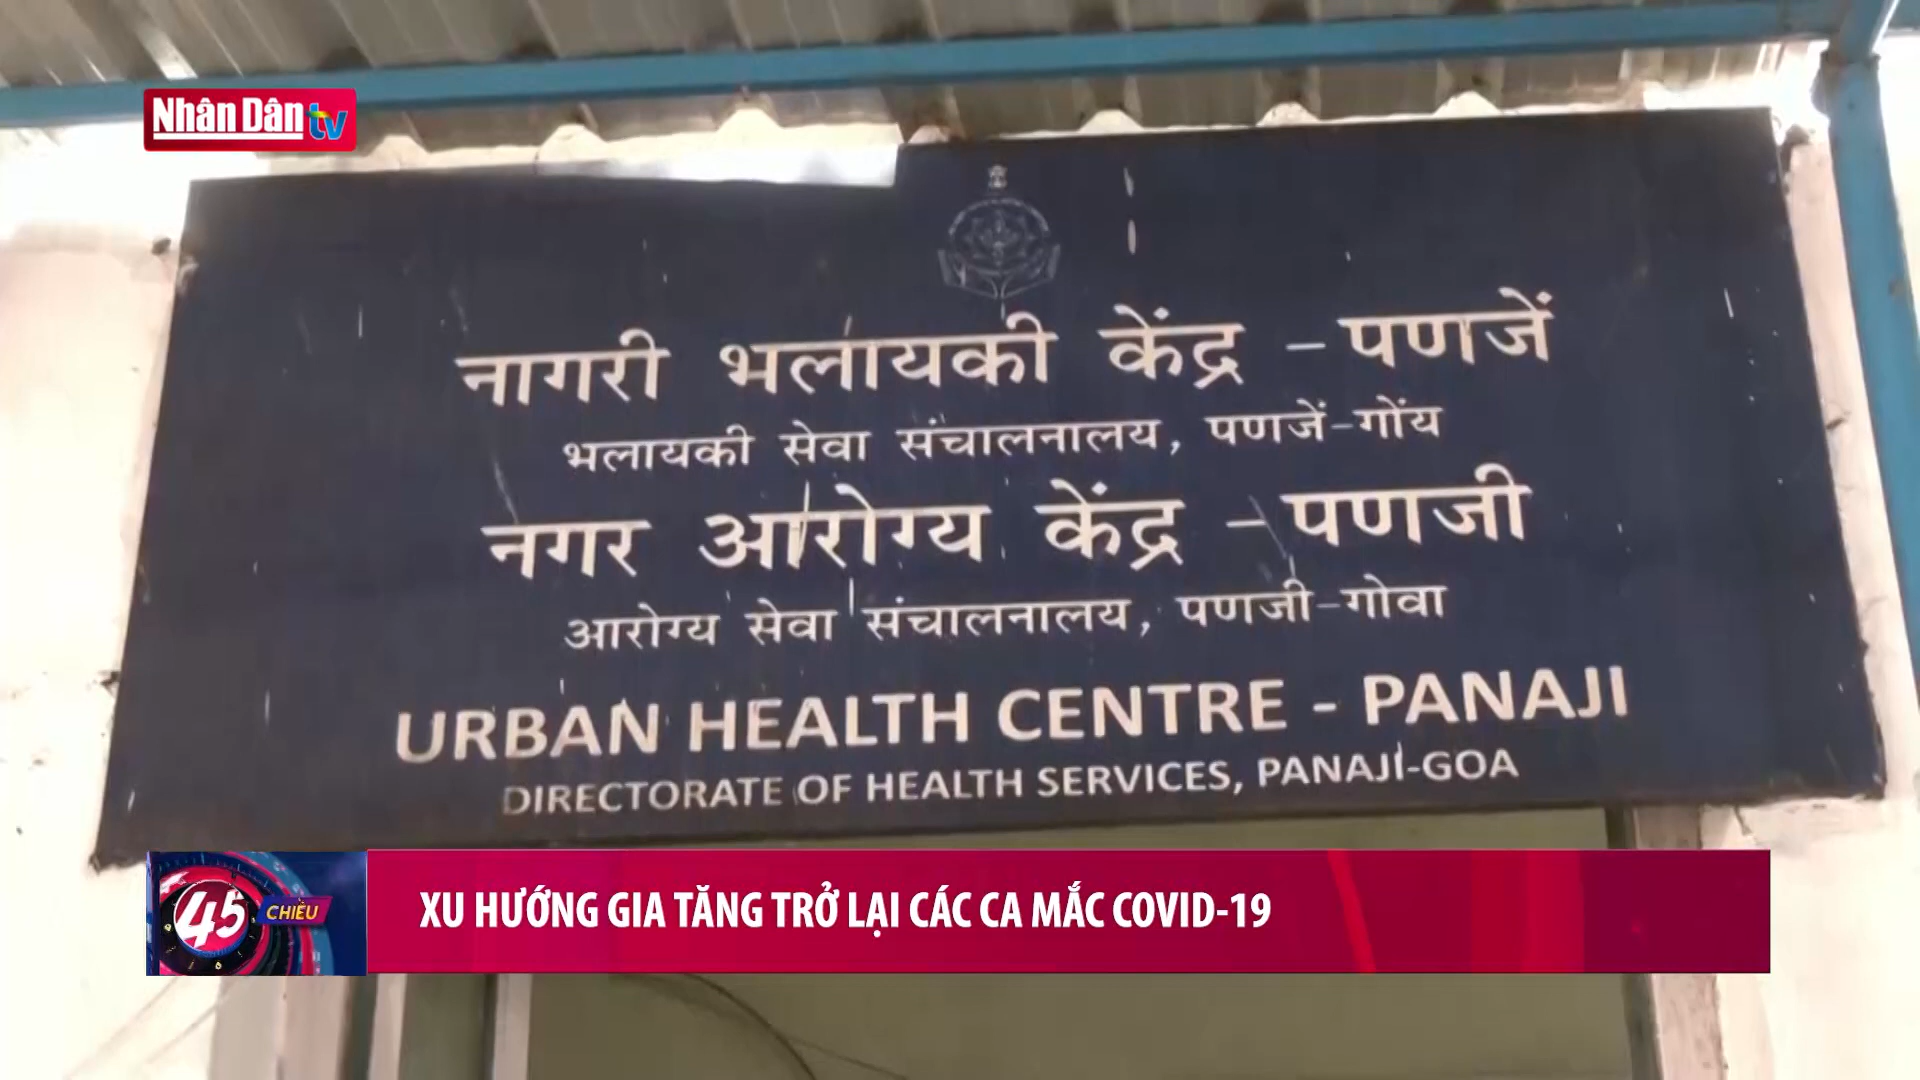 Nhân Dân tv
नागरी भलायकी केंद्र - पणजें
भलायकी सेवा संचालनालय, पणजें-गोंय
नगर आरोग्य केंद्र - पणजी
आरोग्य सेवा संचालनालय, पणजी-गोवा
URBAN HEALTH CENTRE - PANAJI
DIRECTORATE OF HEALTH SERVICES, PANAJI-GOA
45 CHIỀU
XU HƯỚNG GIA TĂNG TRỞ LẠI CÁC CA MẮC COVID-19